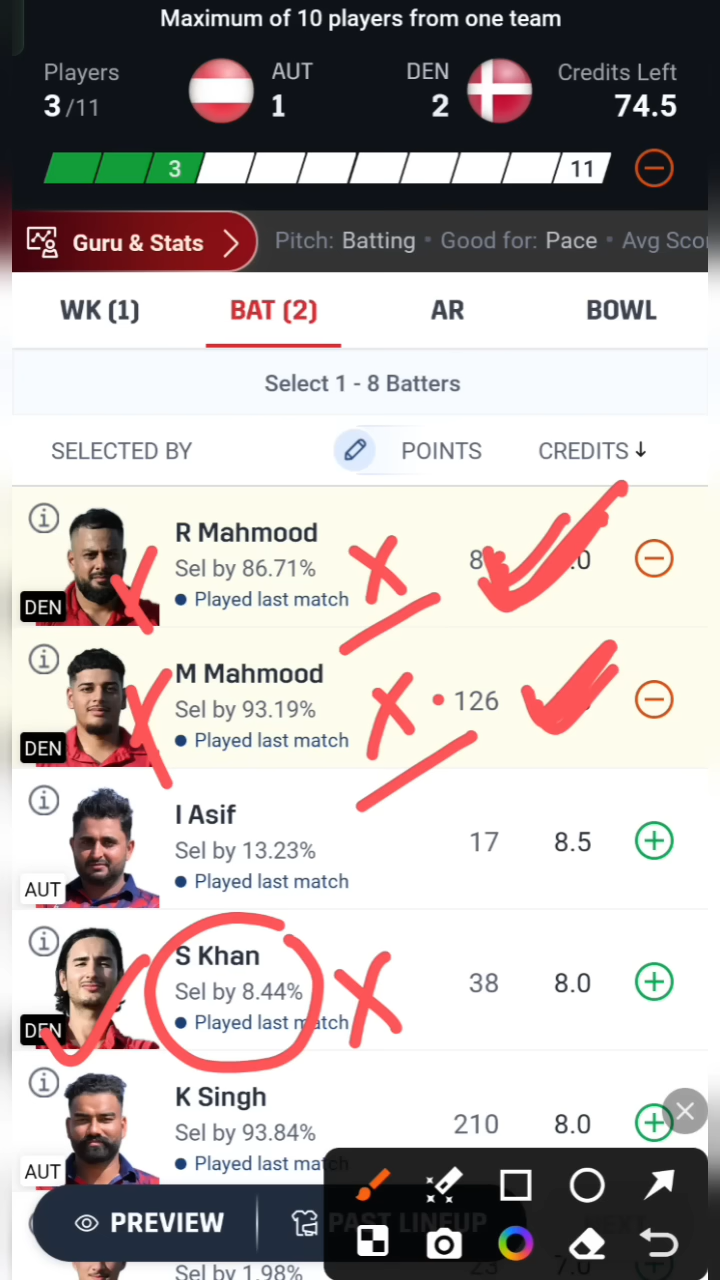 Maximum of 10 players from one team
Players AUT DEN Credits Left
3/11 1 2 74.5
3 11
Guru & Stats Pitch: Batting • Good for: Pace • Avg Scor
WK (1) BAT (2) AR BOWL
Select 1 - 8 Batters
SELECTED BY POINTS CREDITS↓
R Mahmood
Sel by 86.71% 8
DEN • Played last match
M Mahmood
Sel by 93.19% 126
DEN • Played last match
I Asif
Sel by 13.23% 17 8.5
AUT • Played last match
S Khan
Sel by 8.44% 38 8.0
DEN • Played last match
K Singh
Sel by 93.84% 210 8.0
AUT • Played last match
PREVIEW PAST LINEUP
Sel by 1.98% 23 7.0